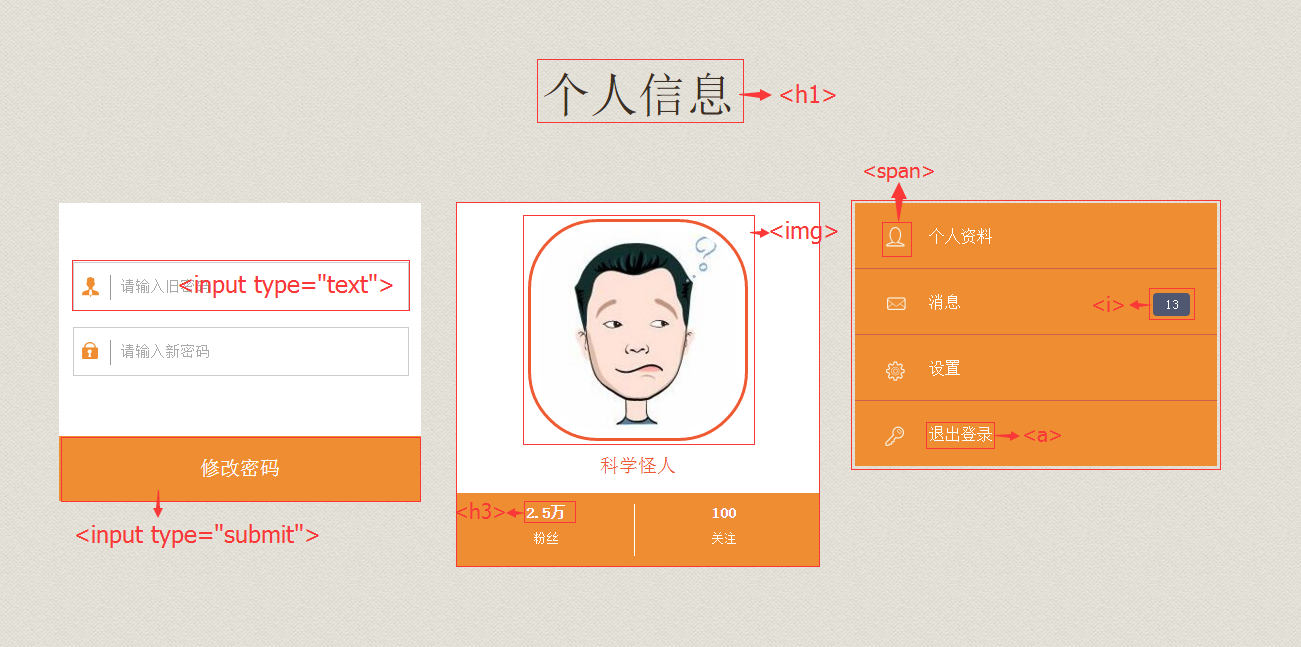 个人信息
<h1>
请输入旧密码
<input type="text">
请输入新密码
修改密码
<input type="submit">
<img>
科学怪人
<h3>
2.5万
粉丝
100
关注
<span>
个人资料
消息
<i>
13
设置
退出登录
<a>